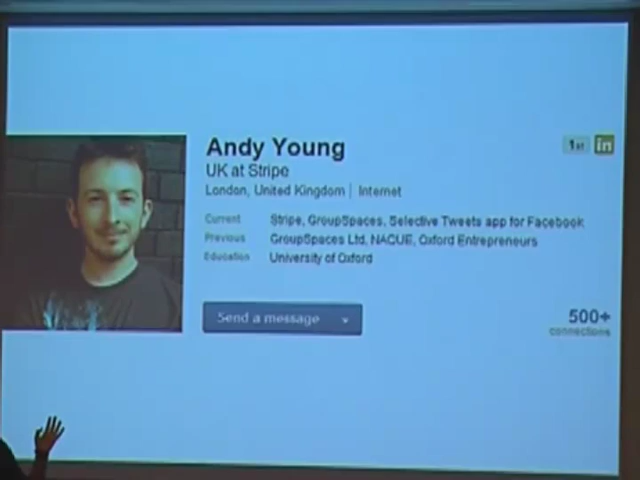 Andy Young
1st in
UK at Stripe
London, United Kingdom | Internet
Current Stripe, GroupSpaces, Selective Tweets app for Facebook
Previous GroupSpaces Ltd, NACUE, Oxford Entrepreneurs
Education University of Oxford
Send a message
500+
connections